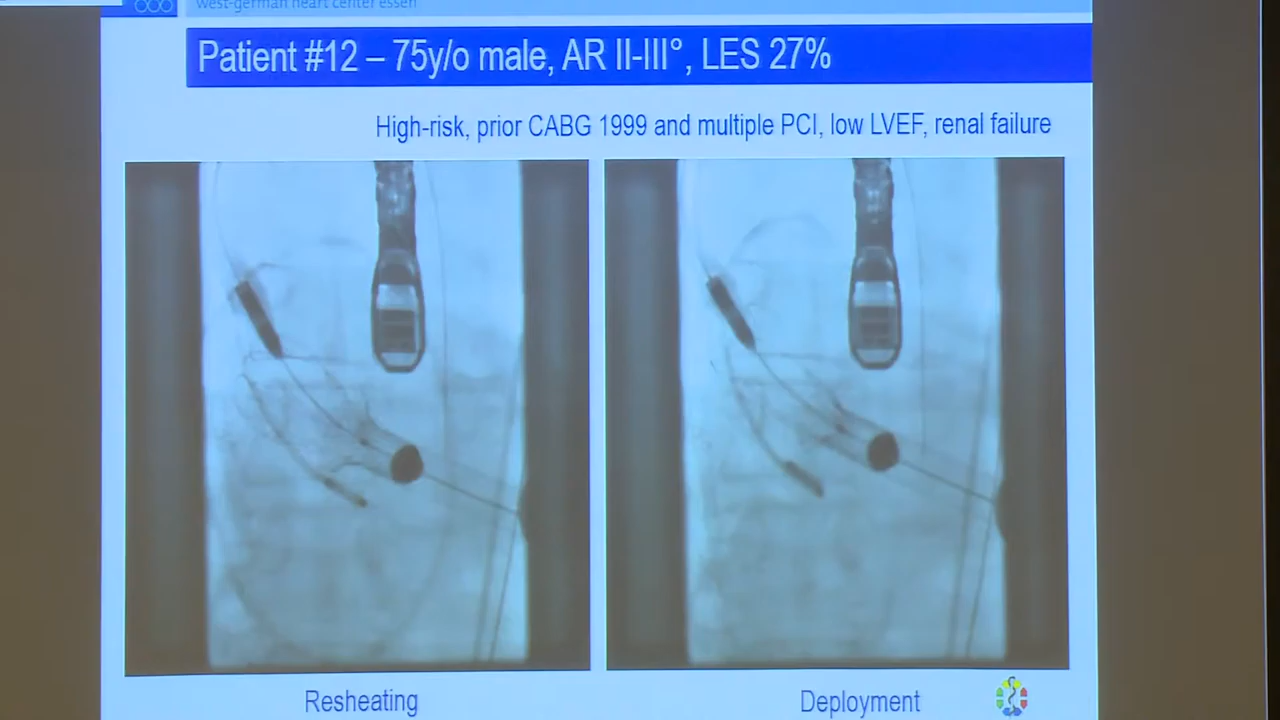 west-german heart center essen
Patient #12 – 75y/o male, AR II-III°, LES 27%
High-risk, prior CABG 1999 and multiple PCI, low LVEF, renal failure
Resheating
Deployment